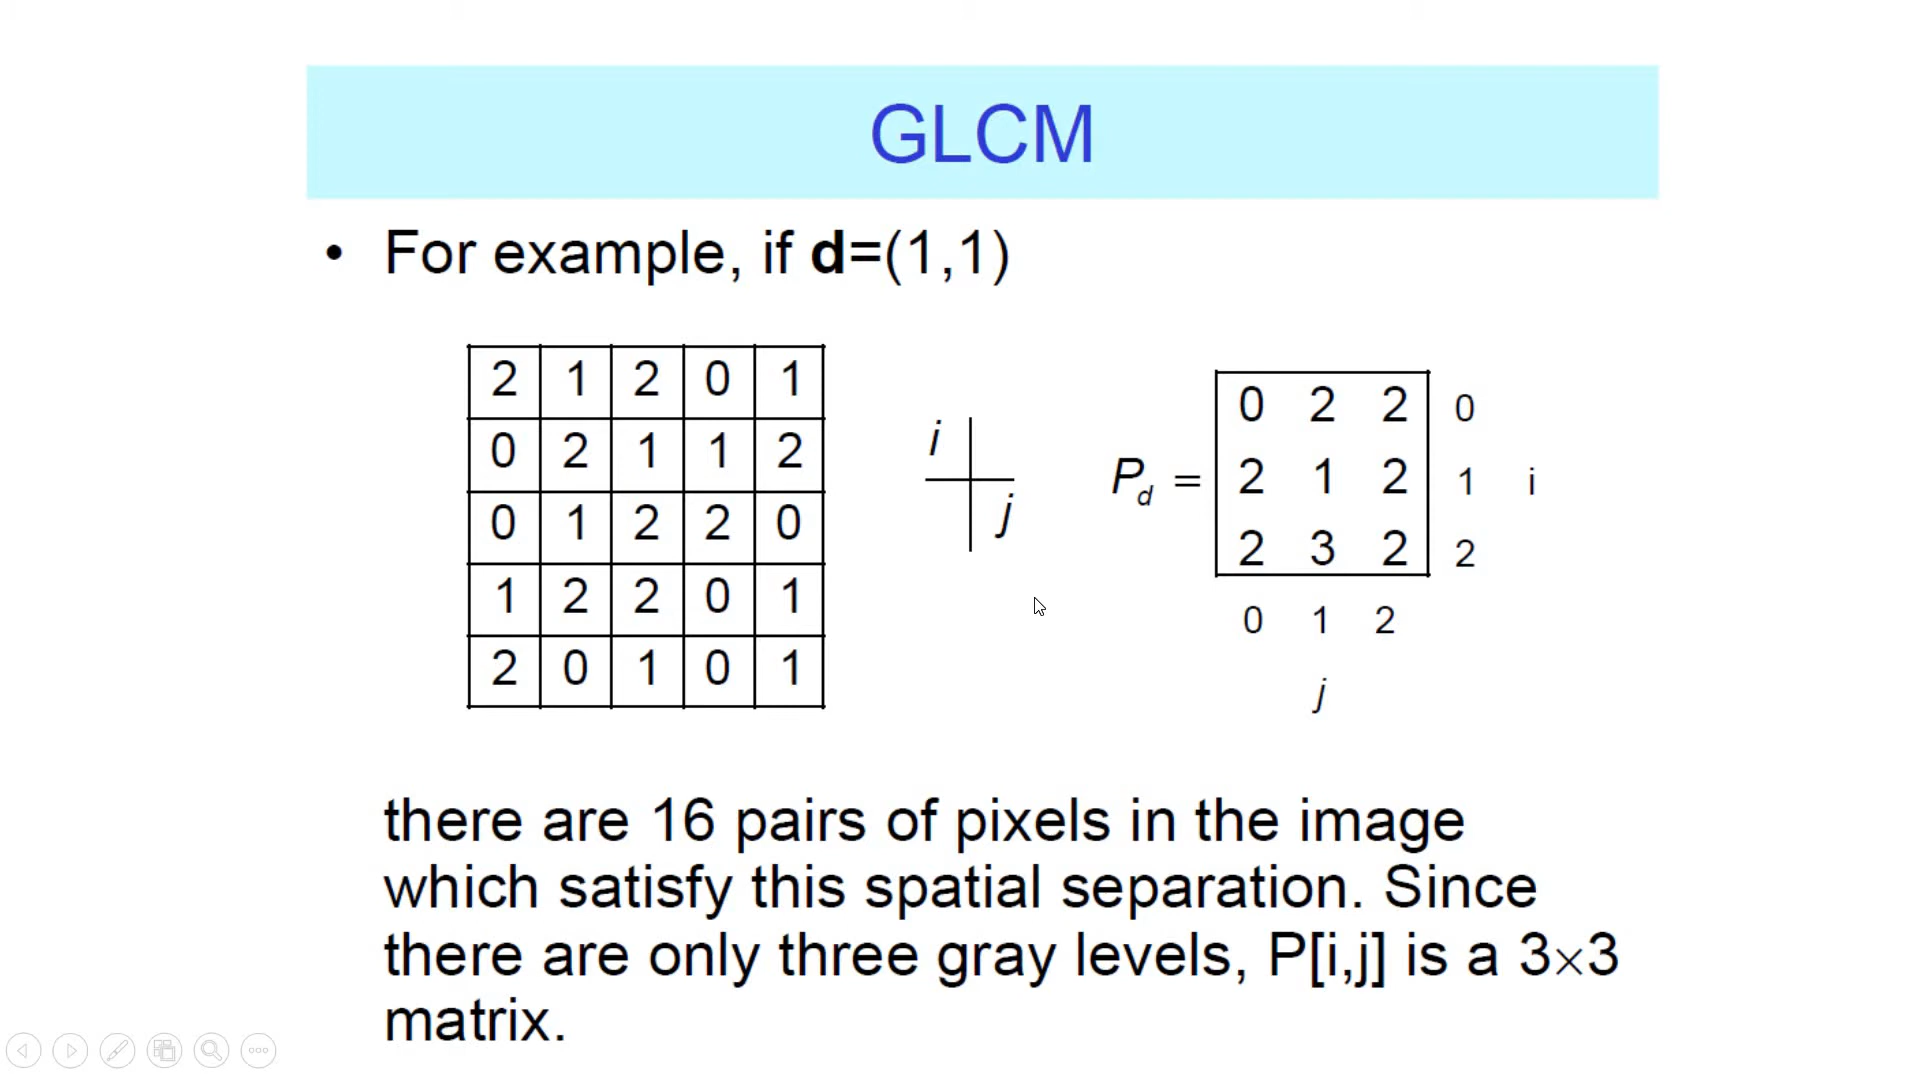 GLCM
• For example, if d=(1,1)
2 1 2 0 1
0 2 1 1 2
0 1 2 2 0
1 2 2 0 1
2 0 1 0 1
i
j
P_d =
0 2 2 0
2 1 2 1 i
2 3 2 2
0 1 2
j
there are 16 pairs of pixels in the image
which satisfy this spatial separation. Since
there are only three gray levels, P[i,j] is a 3×3
matrix.